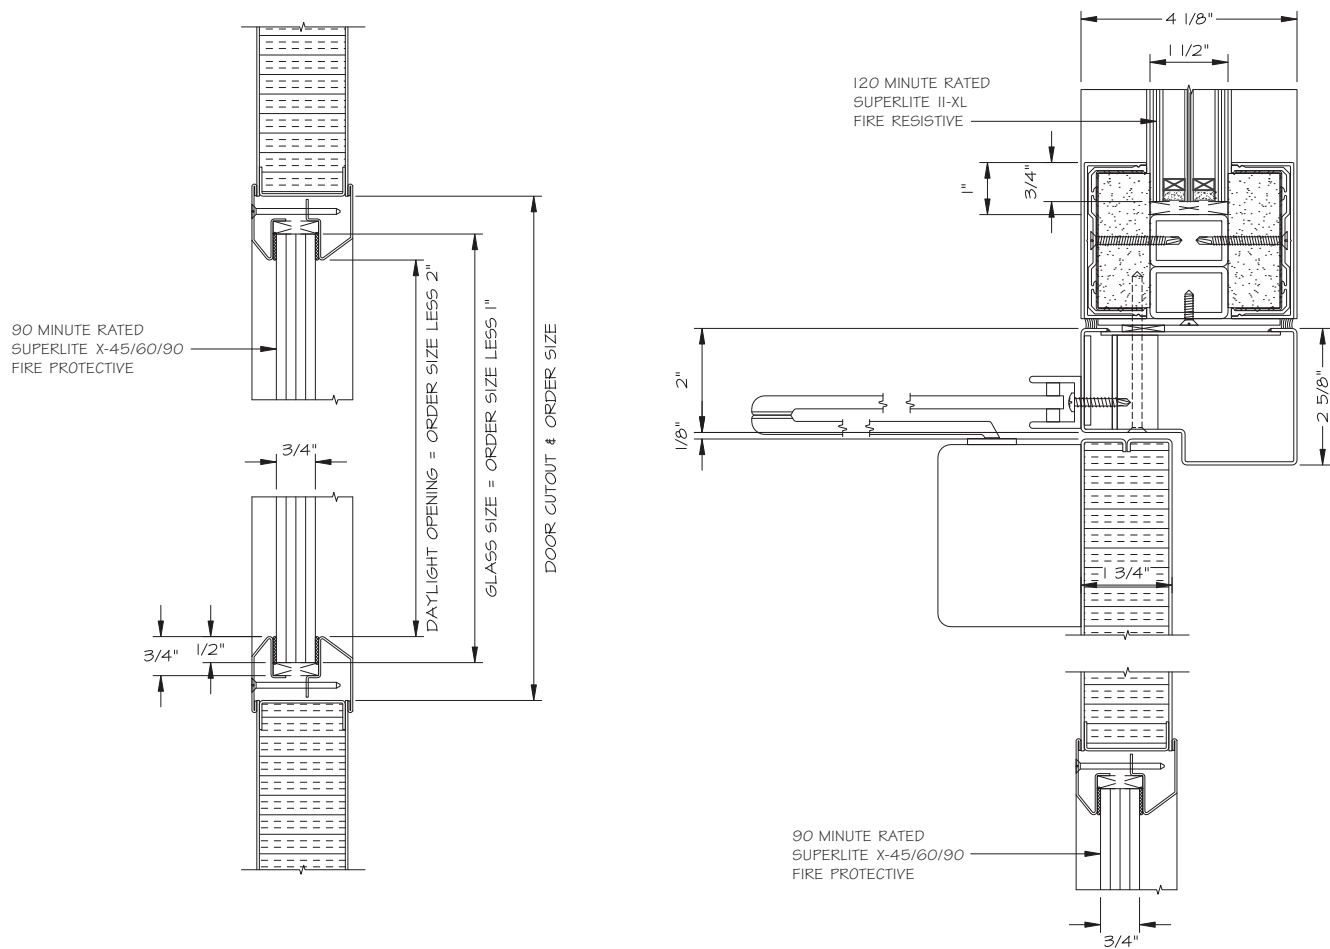 90 MINUTE RATED
SUPERLITE X-45/60/90
FIRE PROTECTIVE
3/4"
3/4"
1/2"
DAYLIGHT OPENING = ORDER SIZE LESS 2"
GLASS SIZE = ORDER SIZE LESS 1"
DOOR CUTOUT & ORDER SIZE
4 1/8"
1 1/2"
120 MINUTE RATED
SUPERLITE II-XL
FIRE RESISTIVE
1"
3/4"
2"
1/8"
2 5/8"
1 3/4"
90 MINUTE RATED
SUPERLITE X-45/60/90
FIRE PROTECTIVE
3/4"